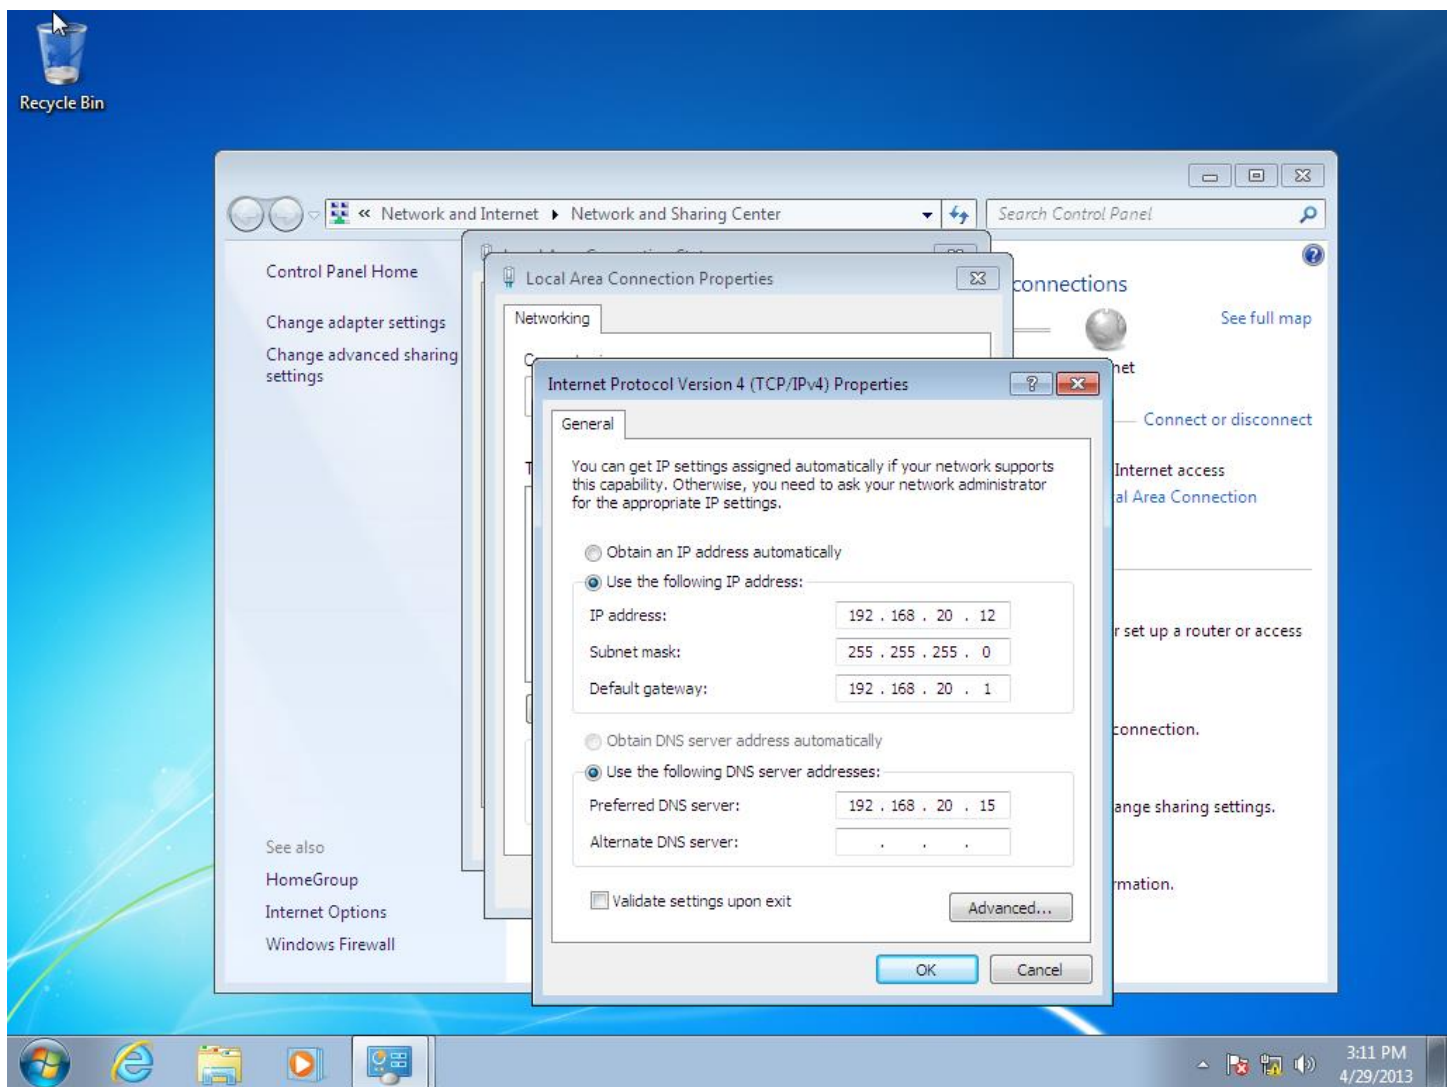 Recycle Bin
« Network and Internet ▸ Network and Sharing Center
Search Control Panel
Control Panel Home
Change adapter settings
Change advanced sharing
settings
See also
HomeGroup
Internet Options
Windows Firewall
connections
See full map
net
Connect or disconnect
Internet access
al Area Connection
r set up a router or access
connection.
ange sharing settings.
rmation.
Local Area Connection Properties
Networking
Internet Protocol Version 4 (TCP/IPv4) Properties
General
You can get IP settings assigned automatically if your network supports
this capability. Otherwise, you need to ask your network administrator
for the appropriate IP settings.
Obtain an IP address automatically
Use the following IP address:
IP address: 192 . 168 . 20 . 12
Subnet mask: 255 . 255 . 255 . 0
Default gateway: 192 . 168 . 20 . 1
Obtain DNS server address automatically
Use the following DNS server addresses:
Preferred DNS server: 192 . 168 . 20 . 15
Alternate DNS server: . . .
Validate settings upon exit
Advanced...
OK
Cancel
3:11 PM
4/29/2013